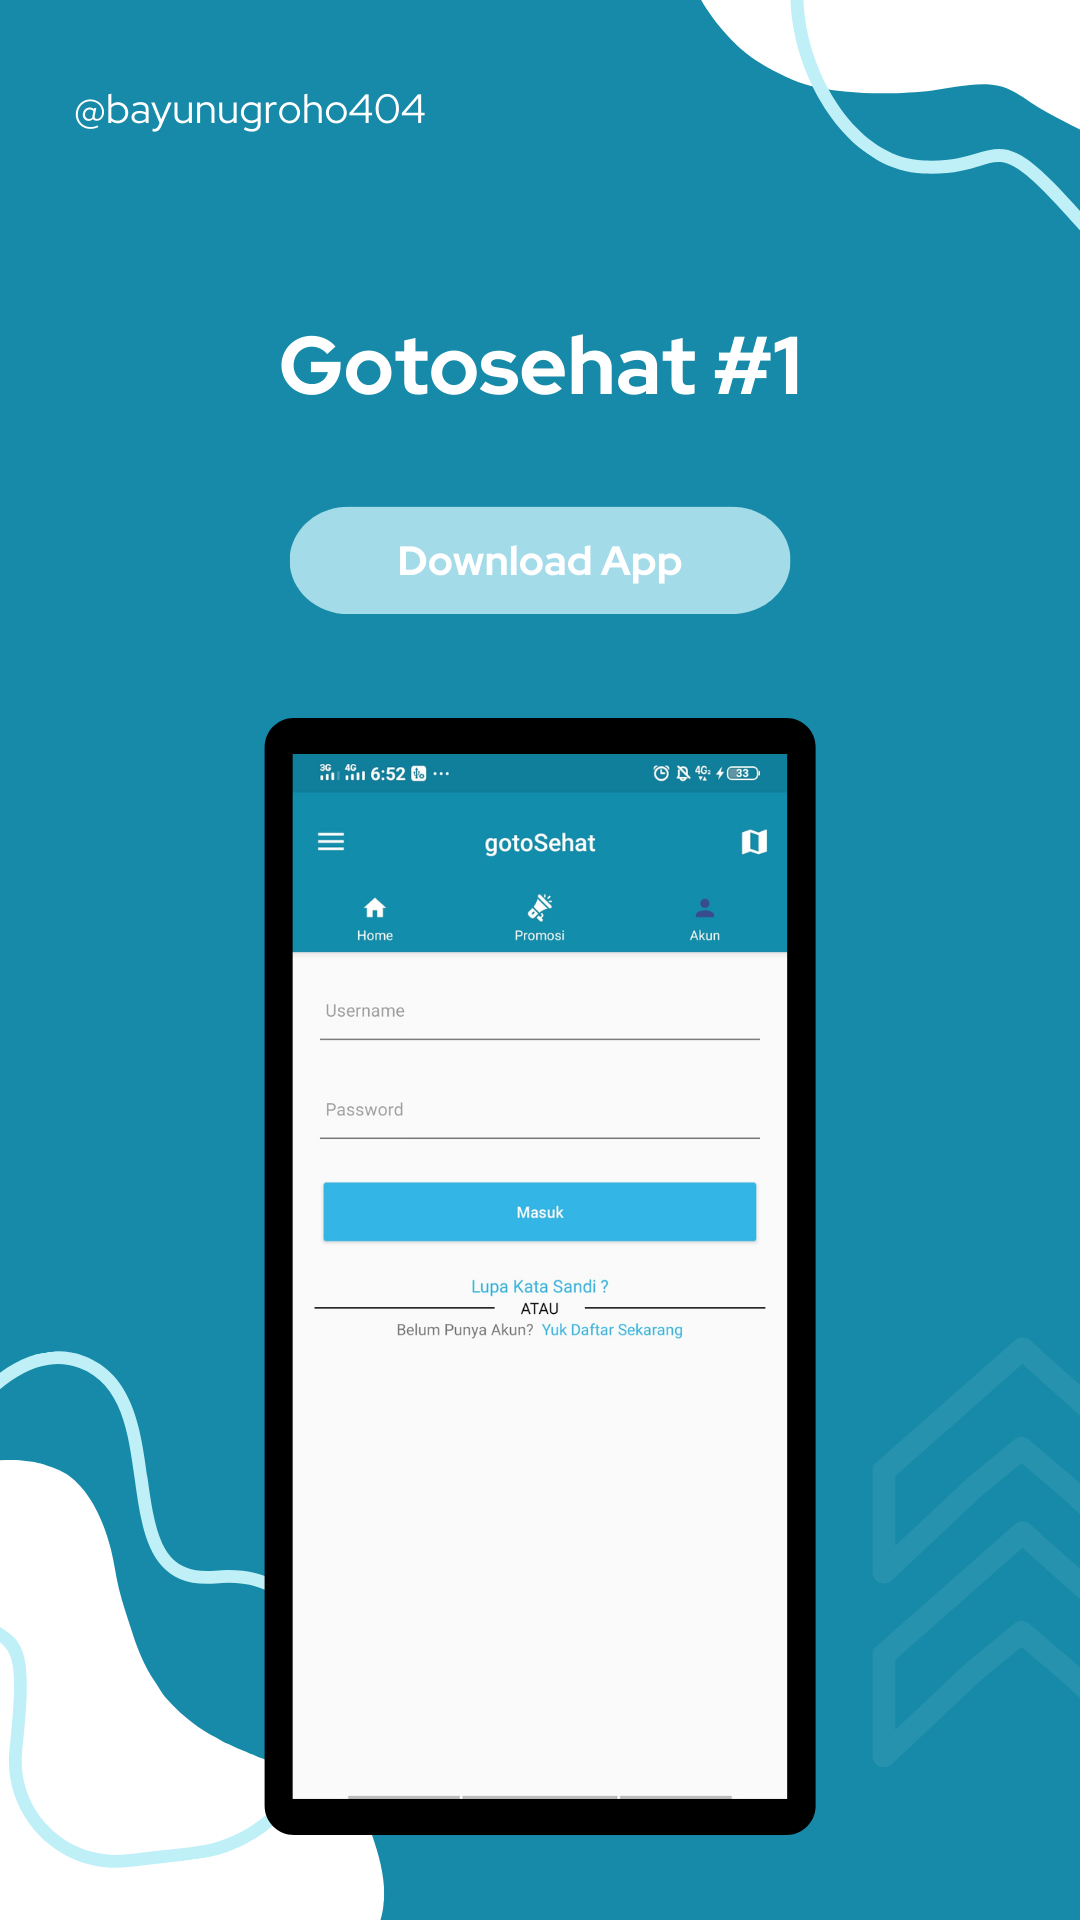 @bayunugroho404
Gotosehat #1
Download App
3G 4G 6:52 ... 4G 33
gotoSehat
Home Promosi Akun
Username
Password
Masuk
Lupa Kata Sandi ?
ATAU
Belum Punya Akun? Yuk Daftar Sekarang